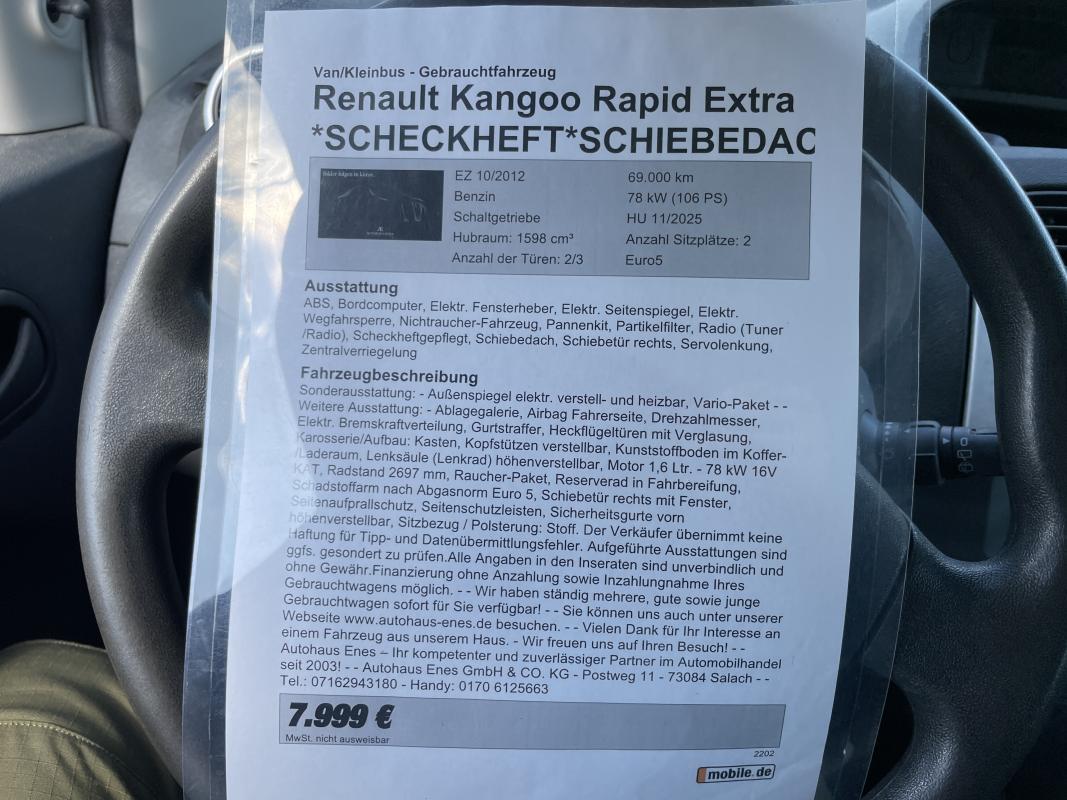 Van/Kleinbus - Gebrauchtfahrzeug
Renault Kangoo Rapid Extra
*SCHECKHEFT*SCHIEBEDAC
Bilder folgen in kürze.
EZ 10/2012 69.000 km
Benzin 78 kW (106 PS)
Schaltgetriebe HU 11/2025
Hubraum: 1598 cm³ Anzahl Sitzplätze: 2
Anzahl der Türen: 2/3 Euro5
Ausstattung
ABS, Bordcomputer, Elektr. Fensterheber, Elektr. Seitenspiegel, Elektr.
Wegfahrsperre, Nichtraucher-Fahrzeug, Pannenkit, Partikelfilter, Radio (Tuner
/Radio), Scheckheftgepflegt, Schiebedach, Schiebetür rechts, Servolenkung,
Zentralverriegelung
Fahrzeugbeschreibung
Sonderausstattung: - Außenspiegel elektr. verstell- und heizbar, Vario-Paket - -
Weitere Ausstattung: - Ablagegalerie, Airbag Fahrerseite, Drehzahlmesser,
Elektr. Bremskraftverteilung, Gurtstraffer, Heckflügeltüren mit Verglasung,
Karosserie/Aufbau: Kasten, Kopfstützen verstellbar, Kunststoffboden im Koffer-
/Laderaum, Lenksäule (Lenkrad) höhenverstellbar, Motor 1,6 Ltr. - 78 kW 16V
KAT, Radstand 2697 mm, Raucher-Paket, Reserverad in Fahrbereifung,
Schadstoffarm nach Abgasnorm Euro 5, Schiebetür rechts mit Fenster,
Seitenaufprallschutz, Seitenschutzleisten, Sicherheitsgurte vorn
höhenverstellbar, Sitzbezug / Polsterung: Stoff. Der Verkäufer übernimmt keine
Haftung für Tipp- und Datenübermittlungsfehler. Aufgeführte Ausstattungen sind
ggfs. gesondert zu prüfen.Alle Angaben in den Inseraten sind unverbindlich und
ohne Gewähr.Finanzierung ohne Anzahlung sowie Inzahlungnahme Ihres
Gebrauchtwagens möglich. - - Wir haben ständig mehrere, gute sowie junge
Gebrauchtwagen sofort für Sie verfügbar! - - Sie können uns auch unter unserer
Webseite www.autohaus-enes.de besuchen. - - Vielen Dank für Ihr Interesse an
einem Fahrzeug aus unserem Haus. - Wir freuen uns auf Ihren Besuch! - -
Autohaus Enes – Ihr kompetenter und zuverlässiger Partner im Automobilhandel
seit 2003! - - Autohaus Enes GmbH & CO. KG - Postweg 11 - 73084 Salach - -
Tel.: 07162943180 - Handy: 0170 6125663
7.999 €
MwSt. nicht ausweisbar
2202
mobile.de